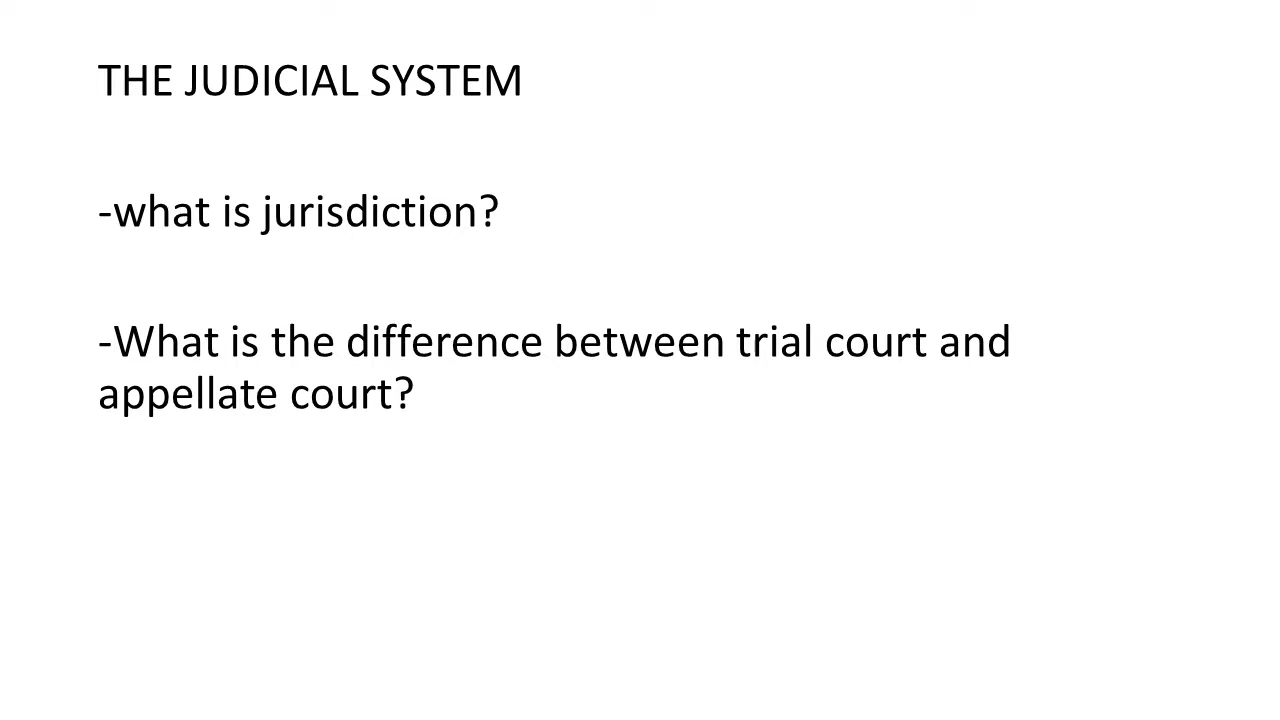 THE JUDICIAL SYSTEM
-what is jurisdiction?
-What is the difference between trial court and
appellate court?